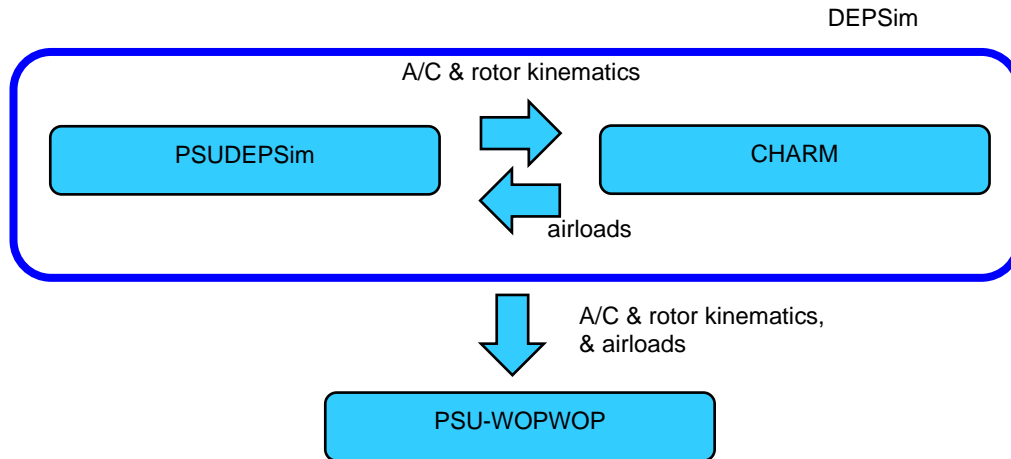 DEPSim
A/C & rotor kinematics
PSUDEPSim
CHARM
airloads
A/C & rotor kinematics,
& airloads
PSU-WOPWOP